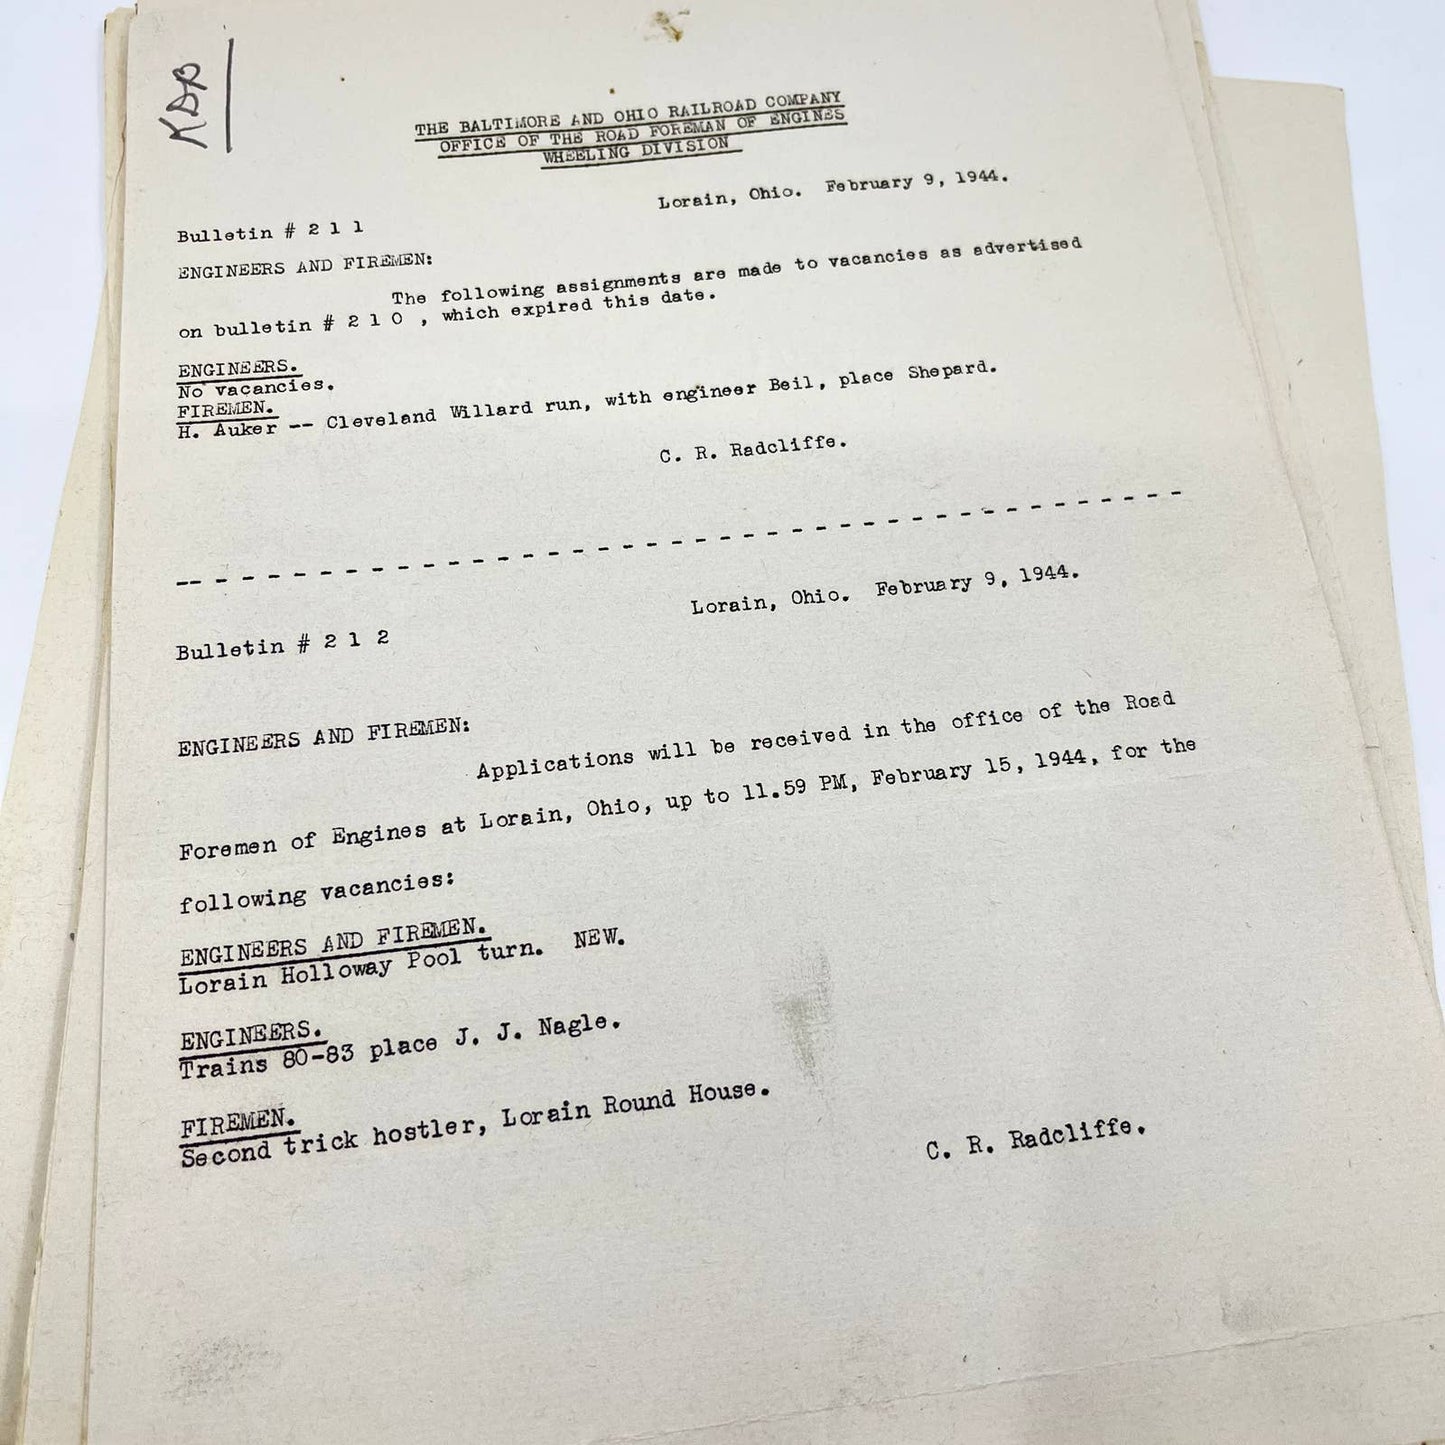 KDB
THE BALTIMORE AND OHIO RAILROAD COMPANY
OFFICE OF THE ROAD FOREMAN OF ENGINES
WHEELING DIVISION
Lorain, Ohio. February 9, 1944.
Bulletin # 2 1 1
ENGINEERS AND FIREMEN:
The following assignments are made to vacancies as advertised
on bulletin # 2 1 0 , which expired this date.
ENGINEERS.
No vacancies.
FIREMEN.
H. Auker -- Cleveland Willard run, with engineer Beil, place Shepard.
C. R. Radcliffe.
-- - - - - - - - - - - - - - - - - - - - - - - - - - - - - - - - - - - - - - -
Lorain, Ohio. February 9, 1944.
Bulletin # 2 1 2
ENGINEERS AND FIREMEN:
Applications will be received in the office of the Road
Foremen of Engines at Lorain, Ohio, up to 11.59 PM, February 15, 1944, for the
following vacancies:
ENGINEERS AND FIREMEN.
Lorain Holloway Pool turn. NEW.
ENGINEERS.
Trains 80-83 place J. J. Nagle.
FIREMEN.
Second trick hostler, Lorain Round House.
C. R. Radcliffe.